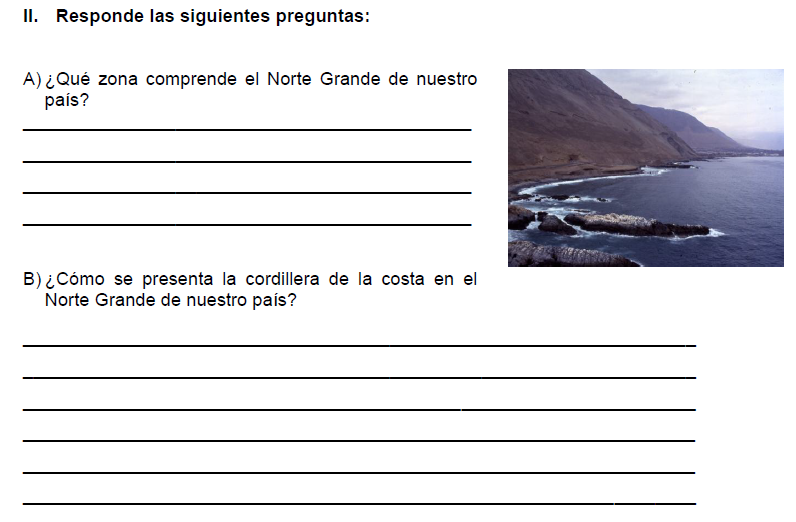 II. Responde las siguientes preguntas:
A) ¿Qué zona comprende el Norte Grande de nuestro
país?
B) ¿Cómo se presenta la cordillera de la costa en el
Norte Grande de nuestro país?